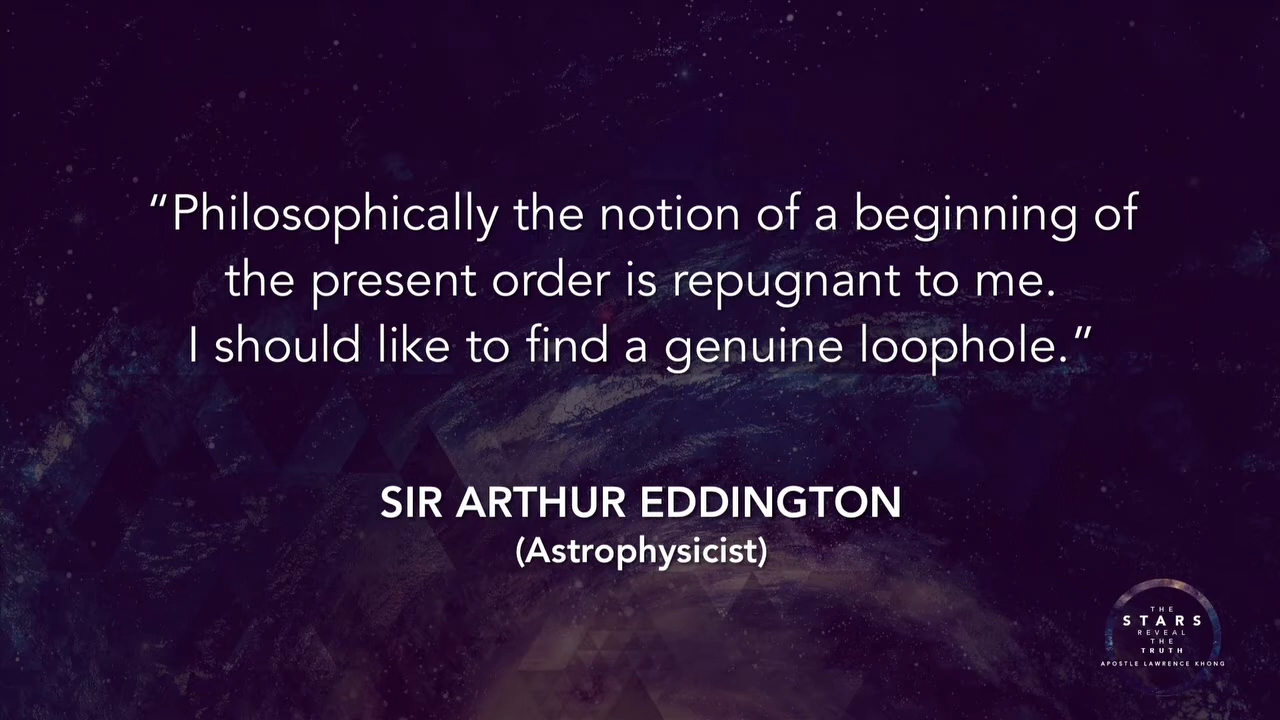 “Philosophically the notion of a beginning of
the present order is repugnant to me.
I should like to find a genuine loophole.”
SIR ARTHUR EDDINGTON
(Astrophysicist)
THE
STARS
REVEAL
THE
TRUTH
APOSTLE LAWRENCE KHONG